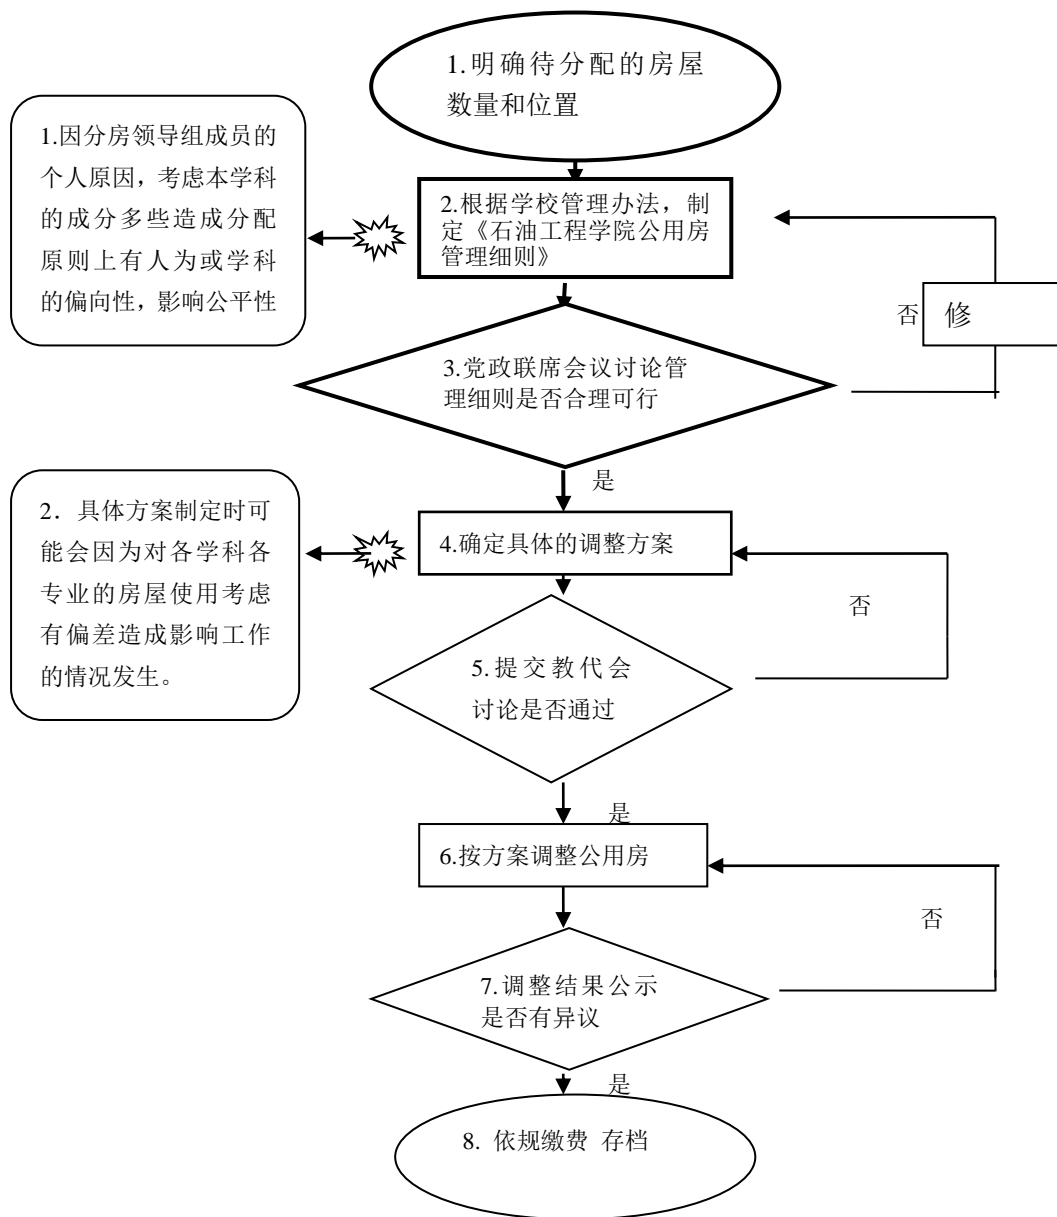 1.明确待分配的房屋
数量和位置
1.因分房领导组成员的
个人原因，考虑本学科
的成分多些造成分配
原则上有人为或学科
的偏向性，影响公平性
2.根据学校管理办法，制
定《石油工程学院公用房
管理细则》
否
修
3.党政联席会议讨论管
理细则是否合理可行
是
2．具体方案制定时可
能会因为对各学科各
专业的房屋使用考虑
有偏差造成影响工作
的情况发生。
4.确定具体的调整方案
否
5.提交教代会
讨论是否通过
是
6.按方案调整公用房
否
7.调整结果公示
是否有异议
是
8. 依规缴费 存档